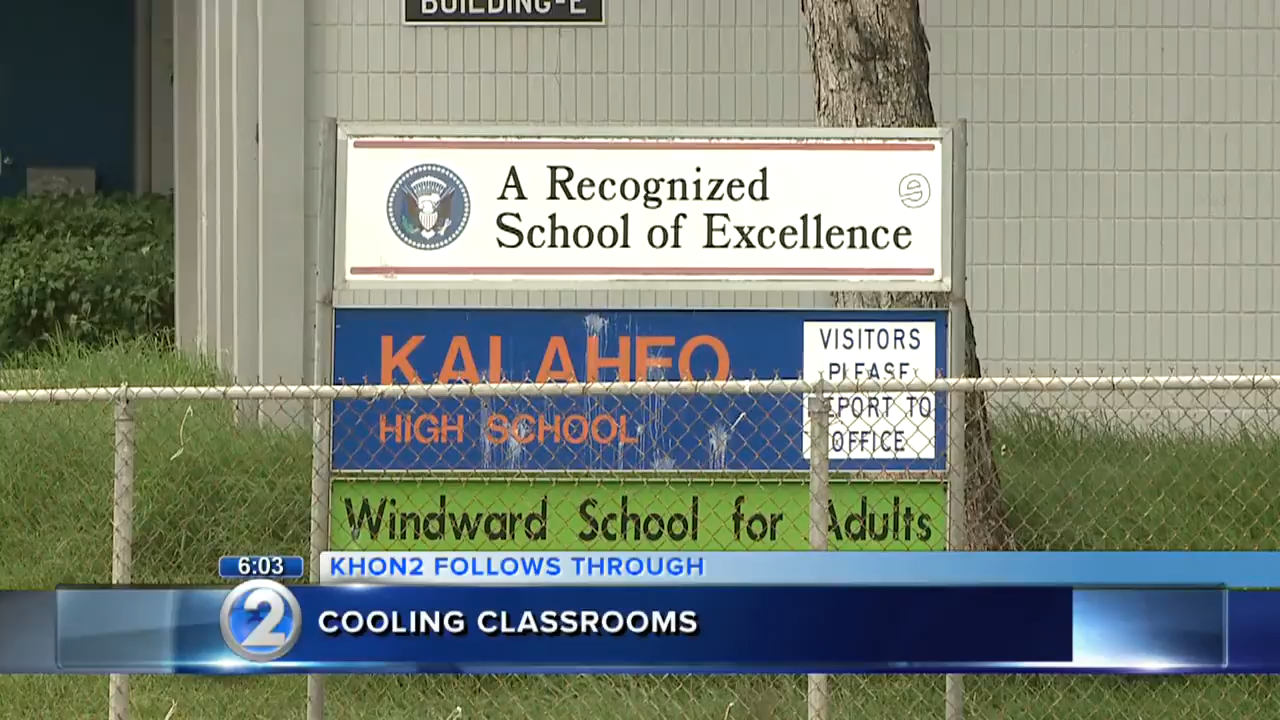 BUILDING-E
A Recognized
School of Excellence
KALAHEO
HIGH SCHOOL
VISITORS
PLEASE
REPORT TO
OFFICE
Windward School for Adults
6:03
KHON2 FOLLOWS THROUGH
2
COOLING CLASSROOMS